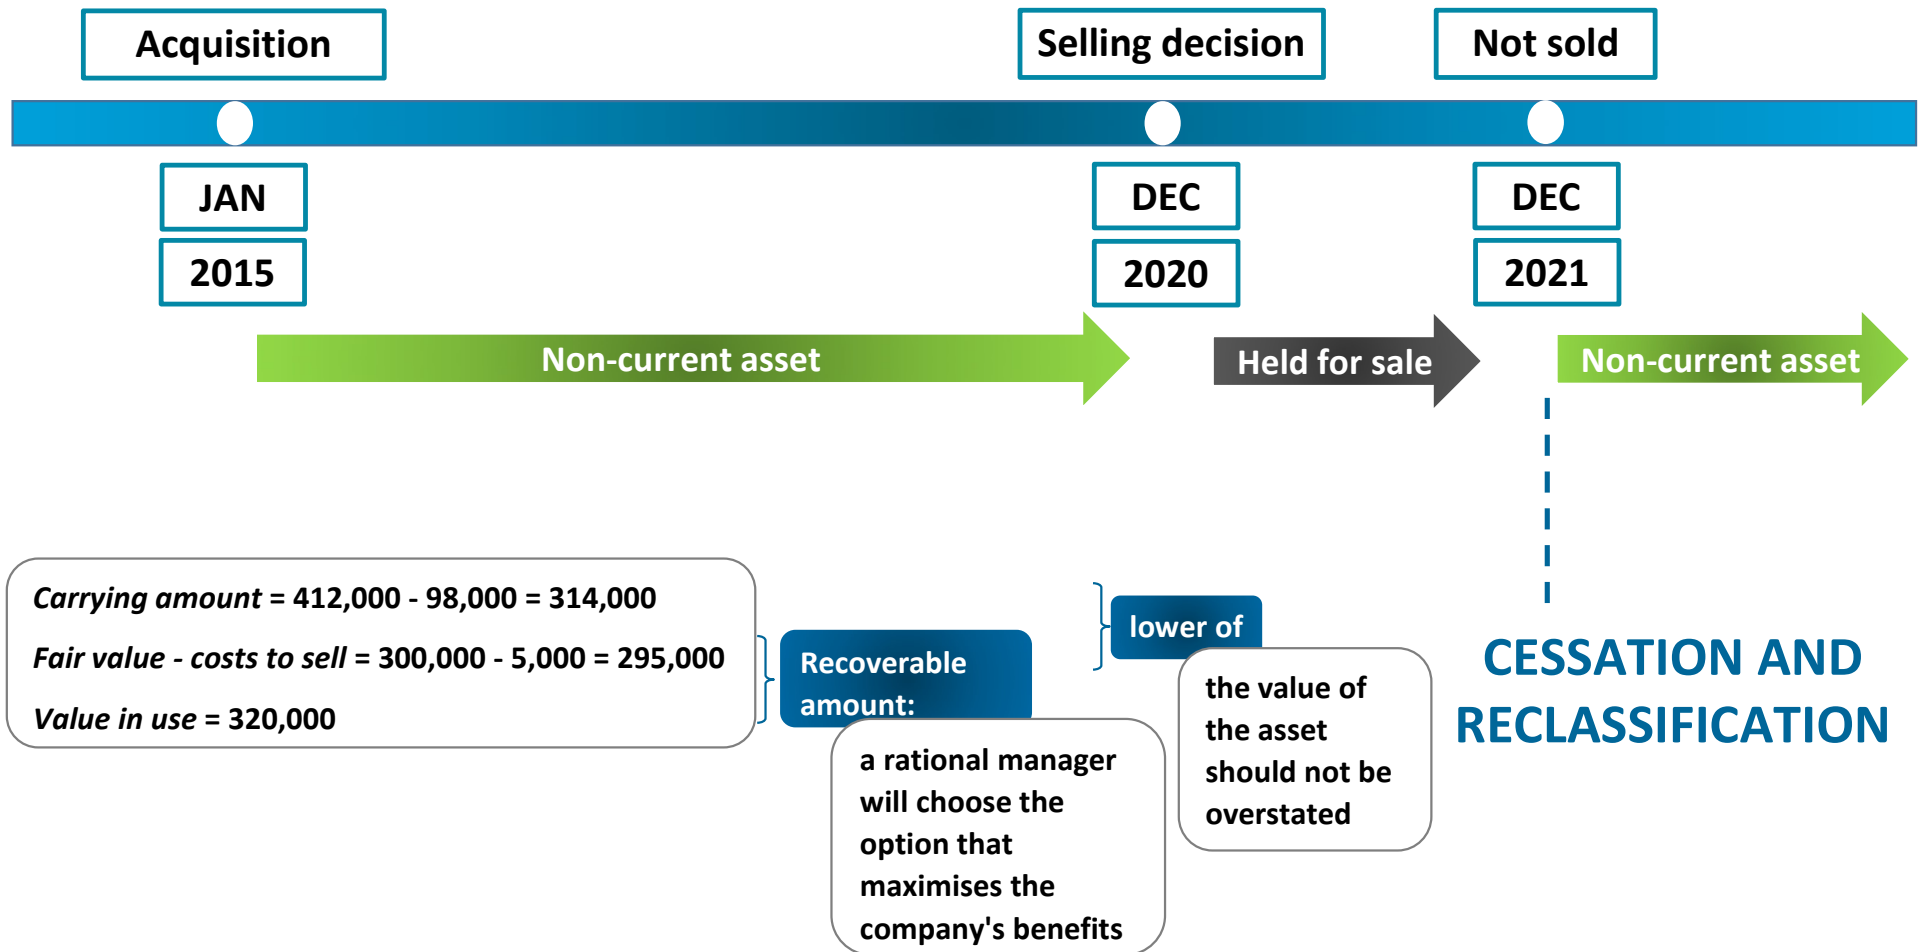 Acquisition
Selling decision
Not sold
JAN
2015
DEC
2020
DEC
2021
Non-current asset
Held for sale
Non-current asset
Carrying amount = 412,000 - 98,000 = 314,000
Fair value - costs to sell = 300,000 - 5,000 = 295,000
Value in use = 320,000
Recoverable
amount:
a rational manager
will choose the
option that
maximises the
company's benefits
lower of
the value of
the asset
should not be
overstated
CESSATION AND
RECLASSIFICATION